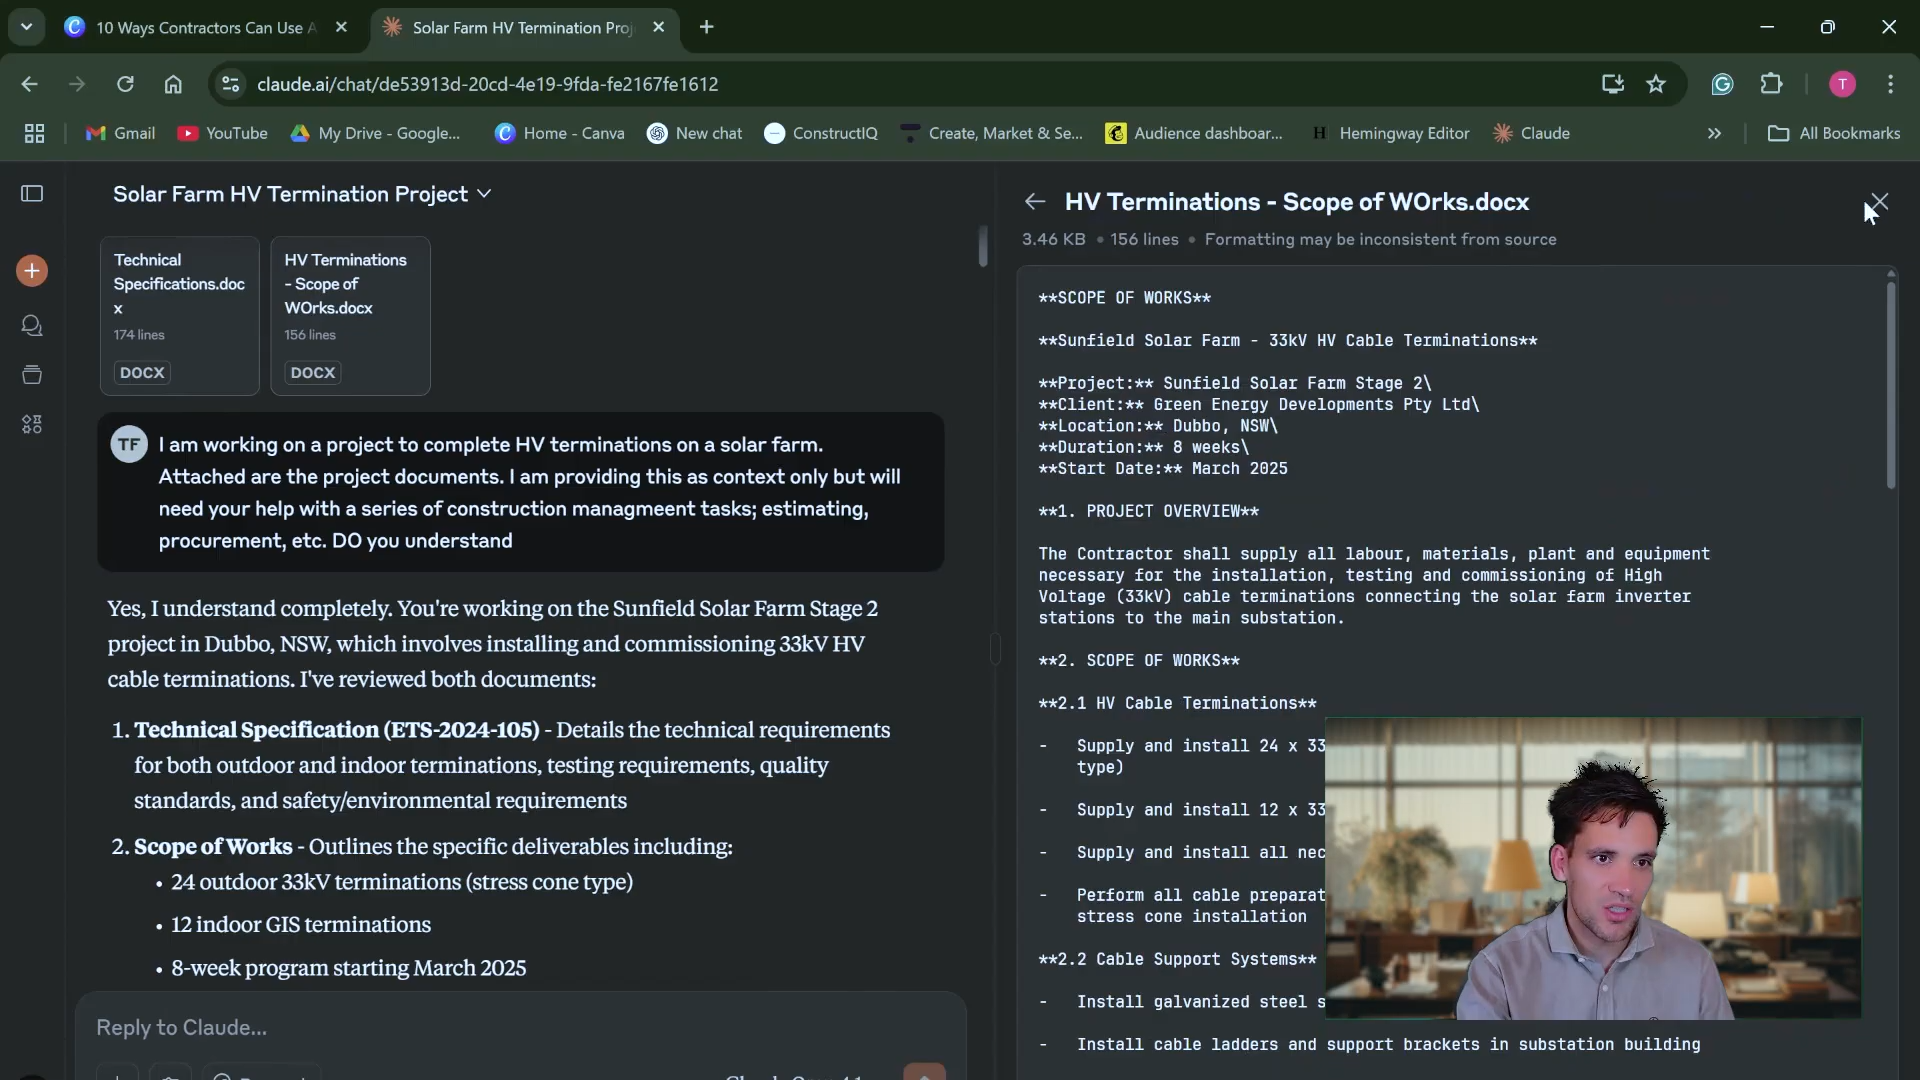 10 Ways Contractors Can Use A
Solar Farm HV Termination Proj
claude.ai/chat/de53913d-20cd-4e19-9fda-fe2167fe1612
T
Gmail
YouTube
My Drive - Google...
Home - Canva
New chat
ConstructIQ
Create, Market & Se...
Audience dashboar...
H Hemingway Editor
Claude
All Bookmarks
Solar Farm HV Termination Project
Technical
Specifications.doc
x
174 lines
DOCX
HV Terminations
- Scope of
WOrks.docx
156 lines
DOCX
TF
I am working on a project to complete HV terminations on a solar farm.
Attached are the project documents. I am providing this as context only but will
need your help with a series of construction managmeent tasks; estimating,
procurement, etc. DO you understand
Yes, I understand completely. You're working on the Sunfield Solar Farm Stage 2
project in Dubbo, NSW, which involves installing and commissioning 33kV HV
cable terminations. I've reviewed both documents:
1. Technical Specification (ETS-2024-105) - Details the technical requirements
for both outdoor and indoor terminations, testing requirements, quality
standards, and safety/environmental requirements
2. Scope of Works - Outlines the specific deliverables including:
• 24 outdoor 33kV terminations (stress cone type)
• 12 indoor GIS terminations
• 8-week program starting March 2025
Reply to Claude...
HV Terminations - Scope of WOrks.docx
3.46 KB • 156 lines • Formatting may be inconsistent from source
**SCOPE OF WORKS**
**Sunfield Solar Farm - 33kV HV Cable Terminations**
**Project:** Sunfield Solar Farm Stage 2\
**Client:** Green Energy Developments Pty Ltd\
**Location:** Dubbo, NSW\
**Duration:** 8 weeks\
**Start Date:** March 2025
**1. PROJECT OVERVIEW**
The Contractor shall supply all labour, materials, plant and equipment
necessary for the installation, testing and commissioning of High
Voltage (33kV) cable terminations connecting the solar farm inverter
stations to the main substation.
**2. SCOPE OF WORKS**
**2.1 HV Cable Terminations**
- Supply and install 24 x 33
type)
- Supply and install 12 x 33
- Supply and install all nec
- Perform all cable preparat
stress cone installation
**2.2 Cable Support Systems**
- Install galvanized steel s
- Install cable ladders and support brackets in substation building